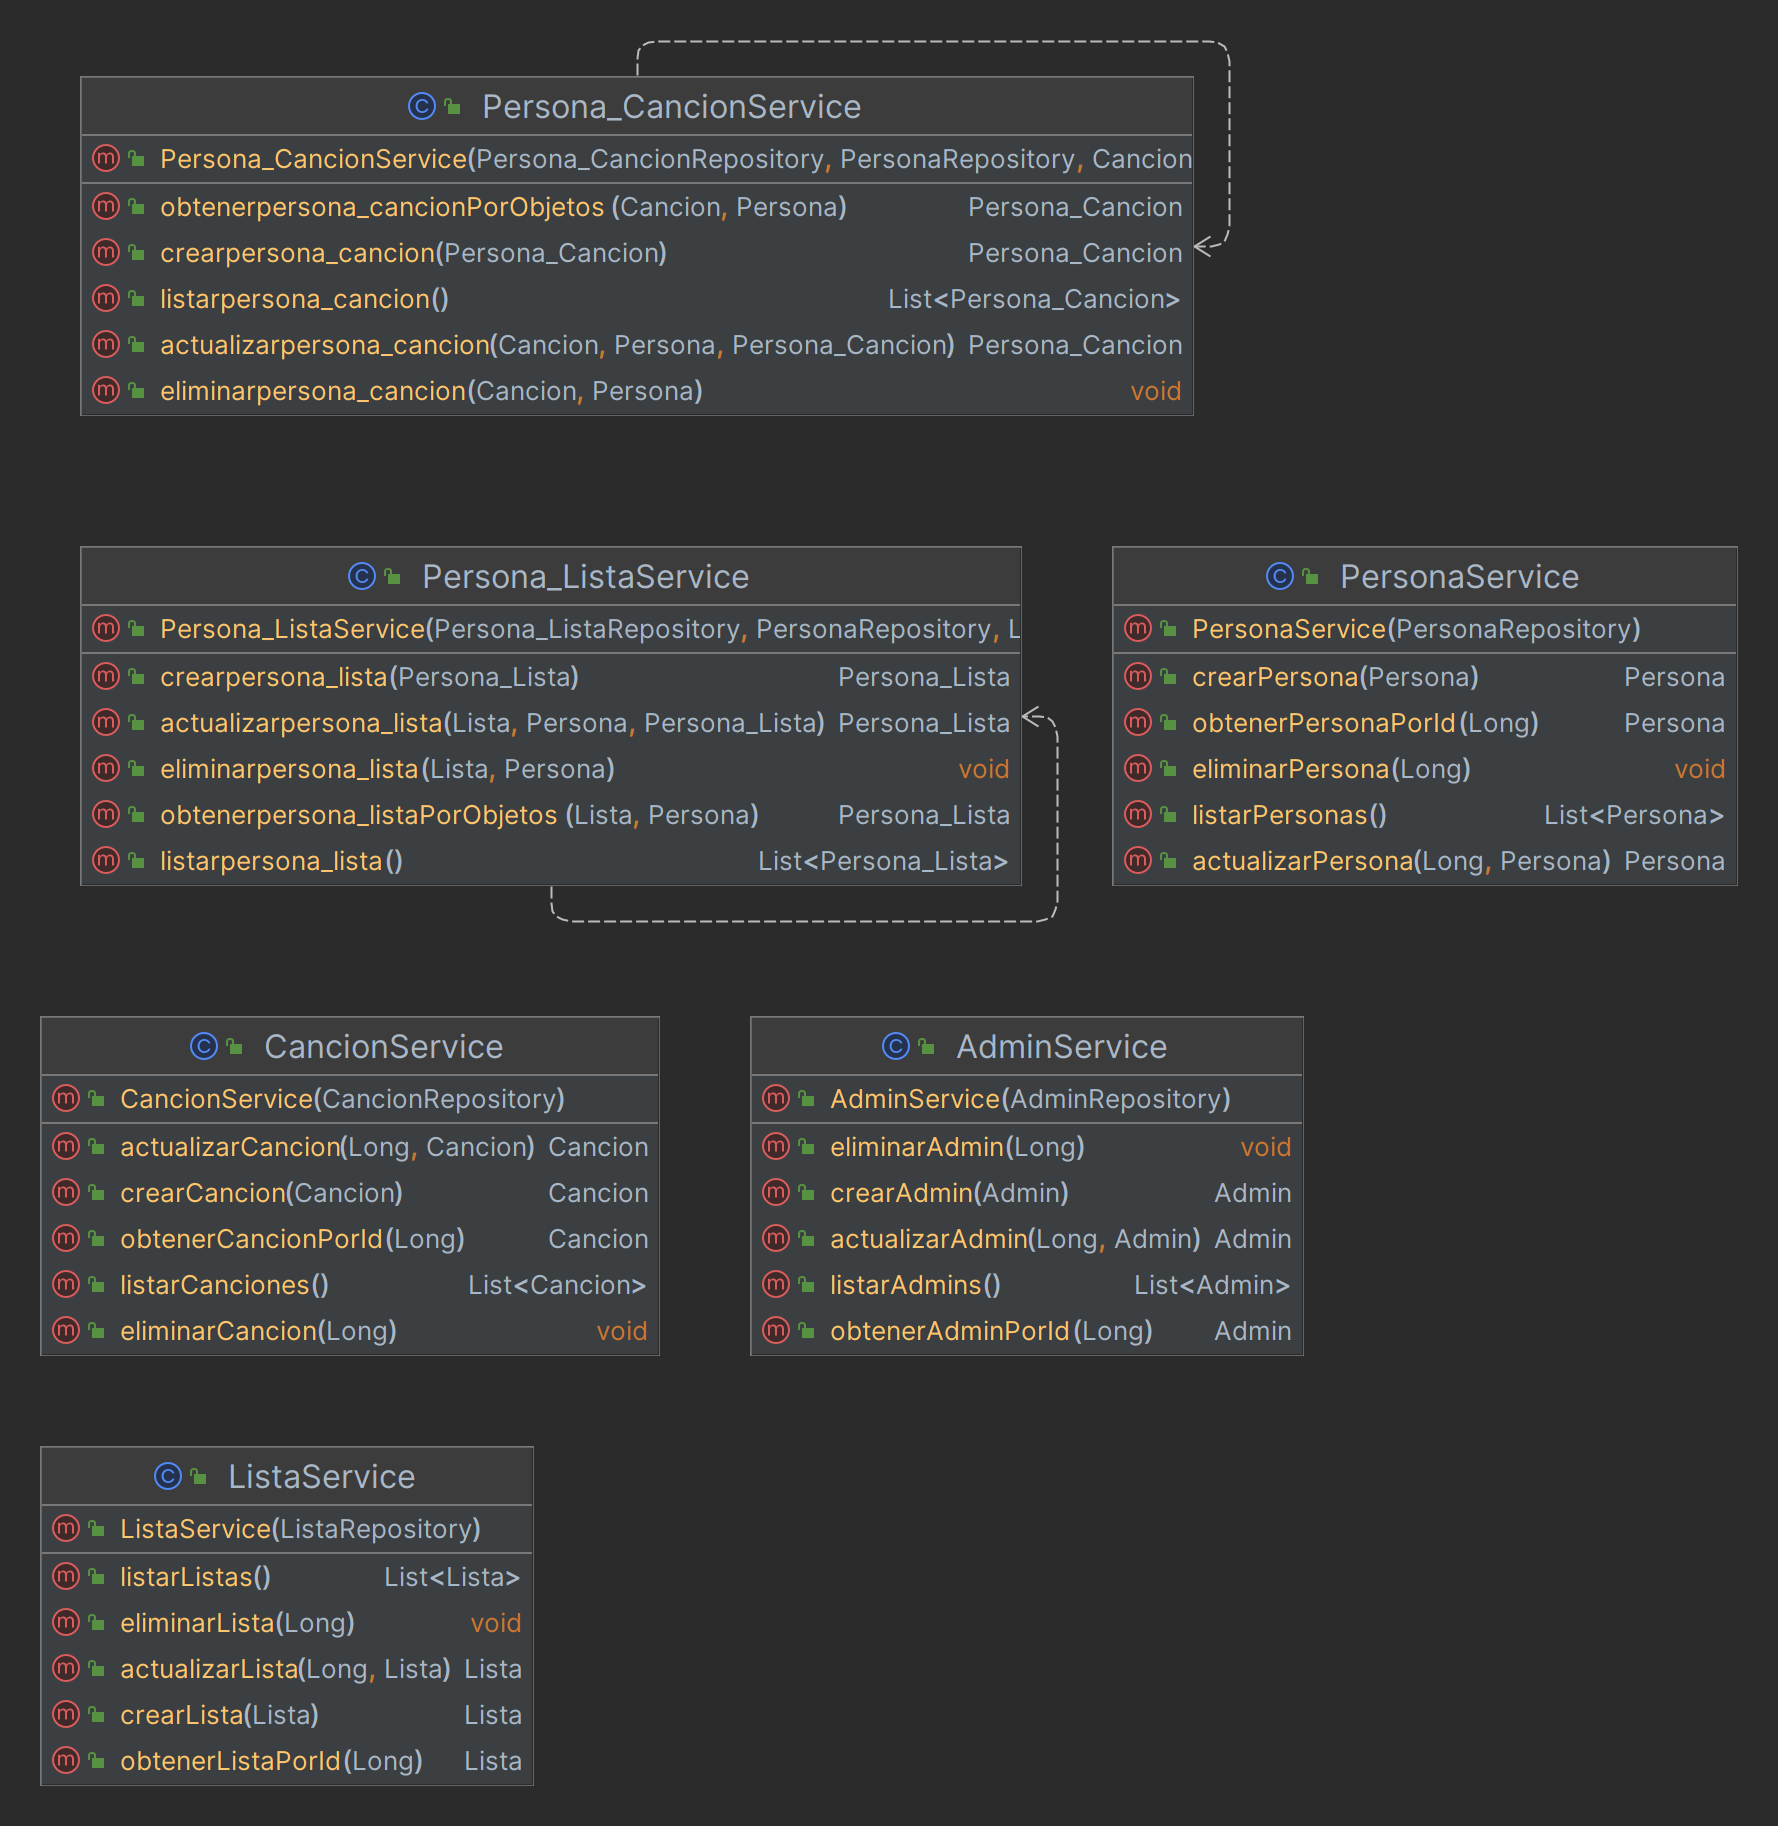 Persona_CancionService
Persona_CancionService(Persona_CancionRepository, PersonaRepository, Cancion
obtenerpersona_cancionPorObjetos (Cancion, Persona) Persona_Cancion
crearpersona_cancion(Persona_Cancion) Persona_Cancion
listarpersona_cancion() List<Persona_Cancion>
actualizarpersona_cancion(Cancion, Persona, Persona_Cancion) Persona_Cancion
eliminarpersona_cancion(Cancion, Persona) void
Persona_ListaService
Persona_ListaService(Persona_ListaRepository, PersonaRepository, L
crearpersona_lista(Persona_Lista) Persona_Lista
actualizarpersona_lista(Lista, Persona, Persona_Lista) Persona_Lista
eliminarpersona_lista(Lista, Persona) void
obtenerpersona_listaPorObjetos (Lista, Persona) Persona_Lista
listarpersona_lista() List<Persona_Lista>
PersonaService
PersonaService(PersonaRepository)
crearPersona(Persona) Persona
obtenerPersonaPorId(Long) Persona
eliminarPersona(Long) void
listarPersonas() List<Persona>
actualizarPersona(Long, Persona) Persona
CancionService
CancionService(CancionRepository)
actualizarCancion(Long, Cancion) Cancion
crearCancion(Cancion) Cancion
obtenerCancionPorId(Long) Cancion
listarCanciones() List<Cancion>
eliminarCancion(Long) void
AdminService
AdminService(AdminRepository)
eliminarAdmin(Long) void
crearAdmin(Admin) Admin
actualizarAdmin(Long, Admin) Admin
listarAdmins() List<Admin>
obtenerAdminPorId(Long) Admin
ListaService
ListaService(ListaRepository)
listarListas() List<Lista>
eliminarLista(Long) void
actualizarLista(Long, Lista) Lista
crearLista(Lista) Lista
obtenerListaPorId(Long) Lista